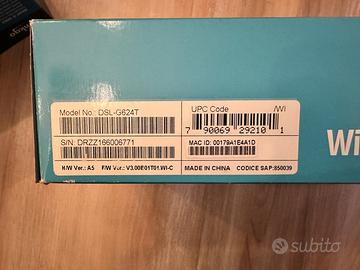 Model No.: DSL-G624T
UPC Code /WI
7 90069 29210 1
S/N: DRZZ166006771
MAC ID: 00179A1E4A1D
H/W Ver.: A5 F/W Ver.: V3.00E01T01.WI-C
MADE IN CHINA CODICE SAP:850039
Wi
subito